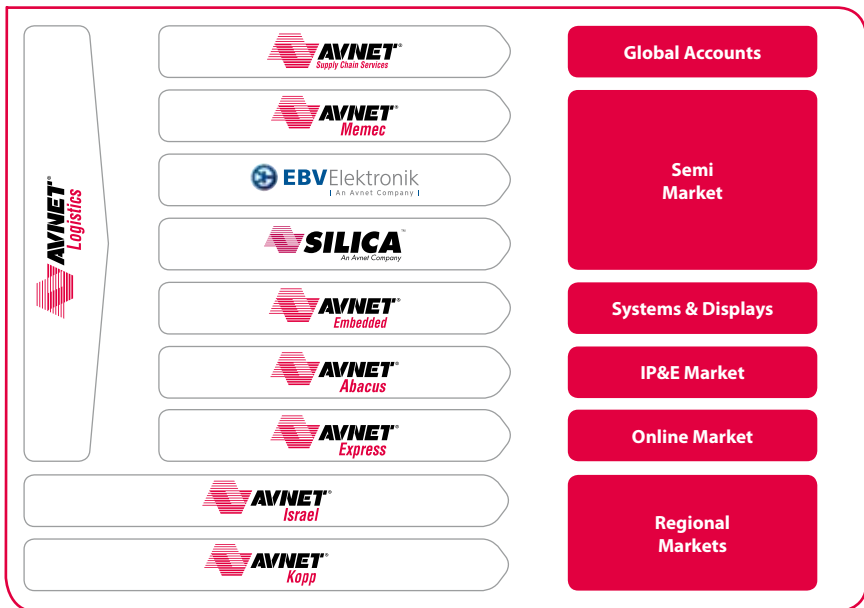 AVNET®
Logistics
AVNET®
Supply Chain Services
Global Accounts
AVNET®
Memec
EBVElektronik
| An Avnet Company |
SILICA™
An Avnet Company
Semi
Market
AVNET®
Embedded
Systems & Displays
AVNET®
Abacus
IP&E Market
AVNET®
Express
Online Market
AVNET®
Israel
AVNET®
Kopp
Regional
Markets